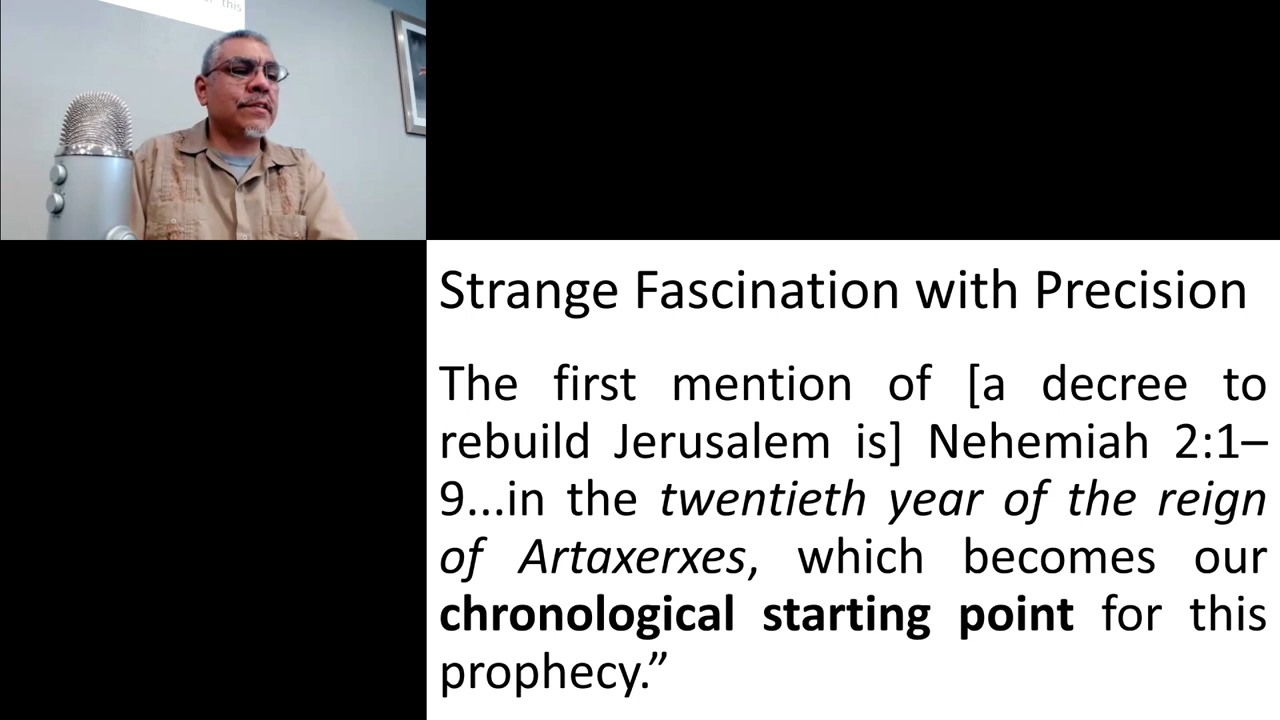 this
Strange Fascination with Precision
The first mention of [a decree to
rebuild Jerusalem is] Nehemiah 2:1–
9...in the twentieth year of the reign
of Artaxerxes, which becomes our
chronological starting point for this
prophecy.”